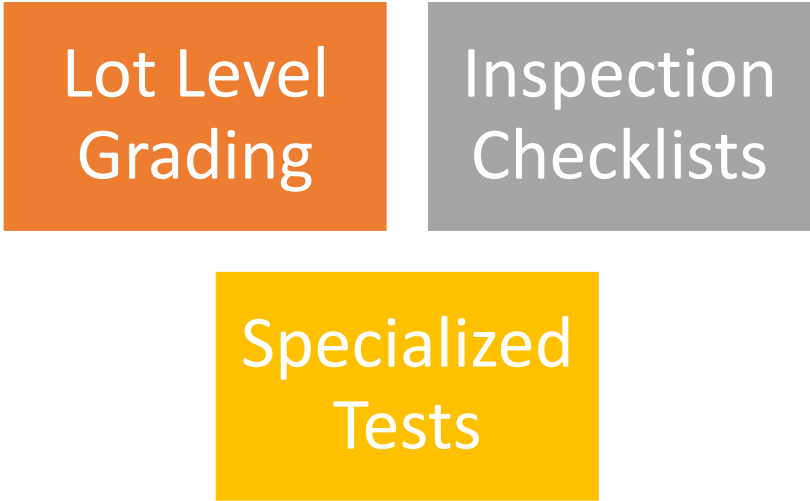 Lot Level
Grading
Inspection
Checklists
Specialized
Tests